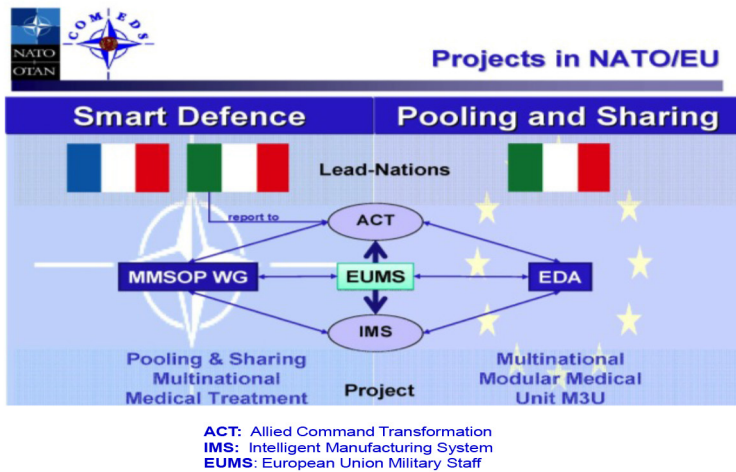 COMEDS
NATO
OTAN
Projects in NATO/EU
Smart Defence
Pooling and Sharing
Lead-Nations
report to
ACT
MMSOP WG
EUMS
EDA
IMS
Pooling & Sharing
Multinational
Medical Treatment
Project
Multinational
Modular Medical
Unit M3U
ACT: Allied Command Transformation
IMS: Intelligent Manufacturing System
EUMS: European Union Military Staff